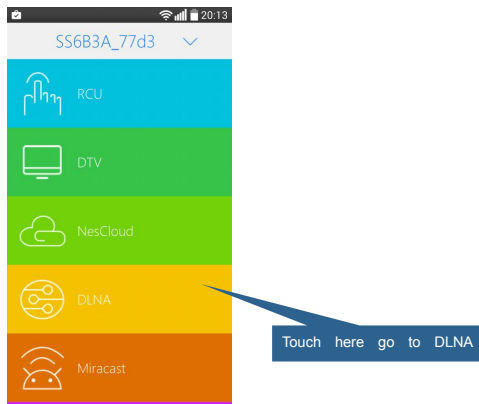 20:13
SS6B3A_77d3
RCU
DTV
NesCloud
DLNA
Touch here go to DLNA
Miracast